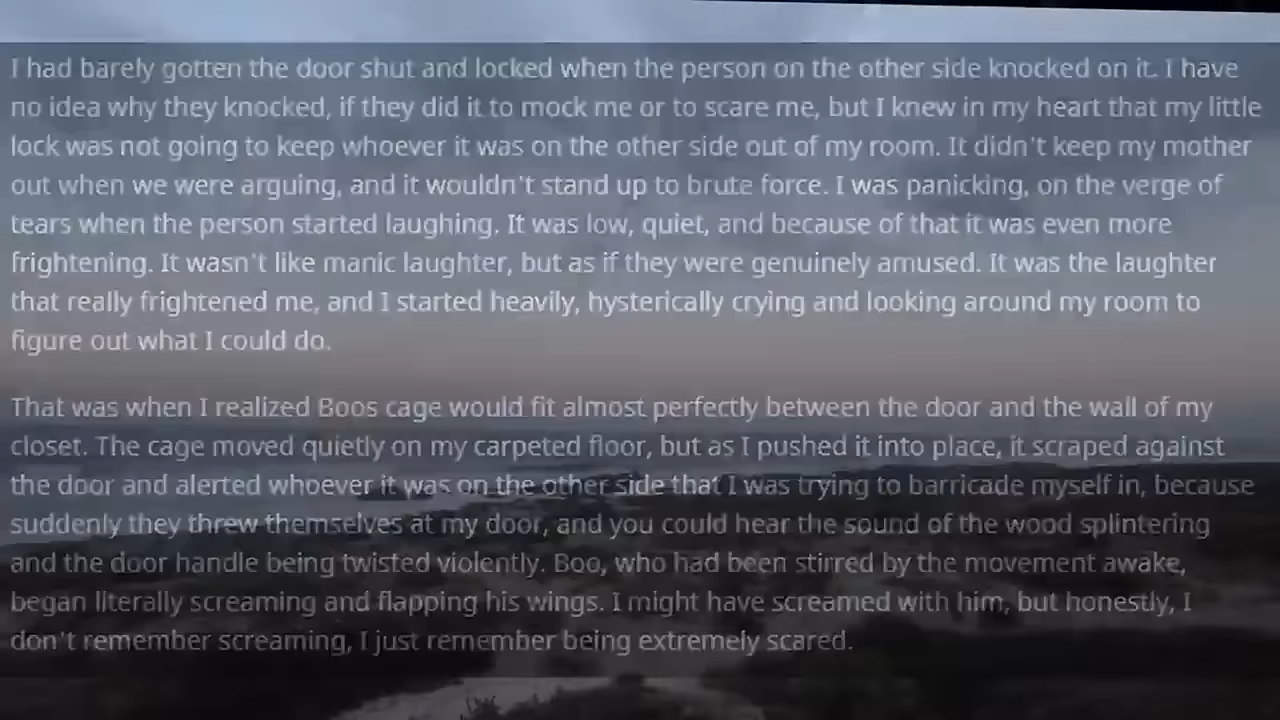 I had barely gotten the door shut and locked when the person on the other side knocked on it. I have
no idea why they knocked, if they did it to mock me or to scare me, but I knew in my heart that my little
lock was not going to keep whoever it was on the other side out of my room. It didn't keep my mother
out when we were arguing, and it wouldn't stand up to brute force. I was panicking, on the verge of
tears when the person started laughing. It was low, quiet, and because of that it was even more
frightening. It wasn't like manic laughter, but as if they were genuinely amused. It was the laughter
that really frightened me, and I started heavily, hysterically crying and looking around my room to
figure out what I could do.
That was when I realized Boos cage would fit almost perfectly between the door and the wall of my
closet. The cage moved quietly on my carpeted floor, but as I pushed it into place, it scraped against
the door and alerted whoever it was on the other side that I was trying to barricade myself in, because
suddenly they threw themselves at my door, and you could hear the sound of the wood splintering
and the door handle being twisted violently. Boo, who had been stirred by the movement awake,
began literally screaming and flapping his wings. I might have screamed with him, but honestly, I
don't remember screaming, I just remember being extremely scared.